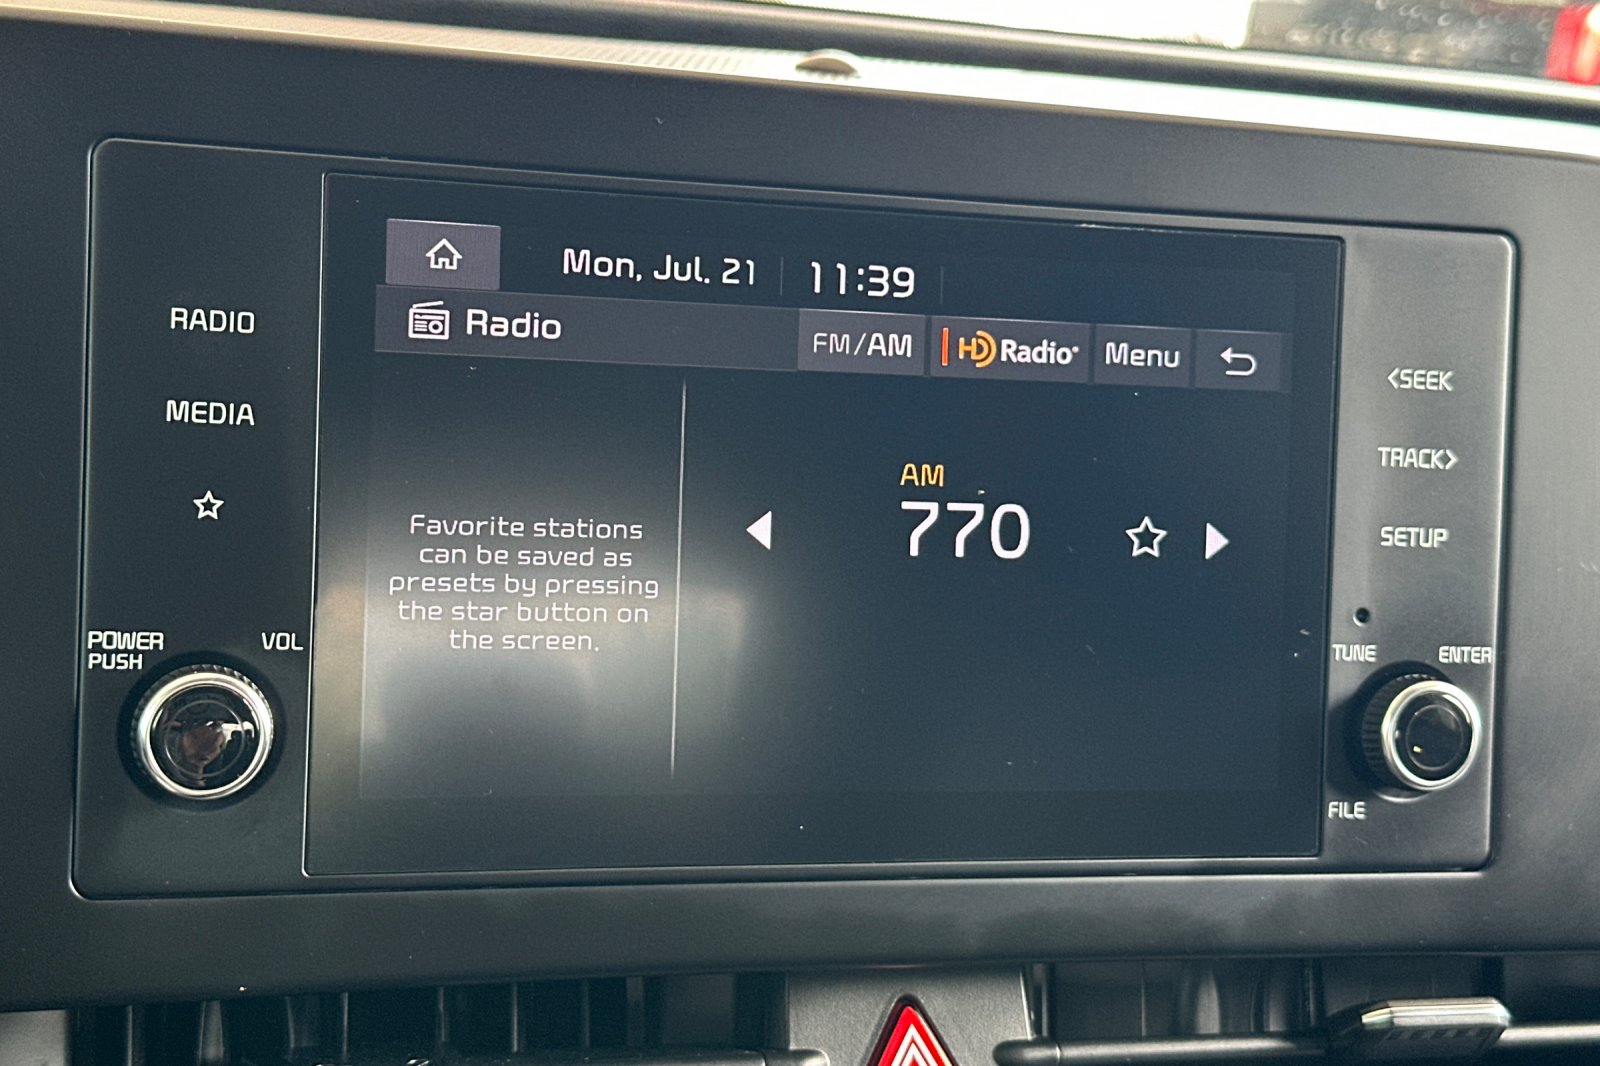 Mon, Jul. 21 11:39
Radio
FM/AM
HD Radio
Menu
RADIO
MEDIA
POWER
PUSH
VOL
Favorite stations
can be saved as
presets by pressing
the star button on
the screen.
AM
770
<SEEK
TRACK>
SETUP
TUNE
ENTER
FILE